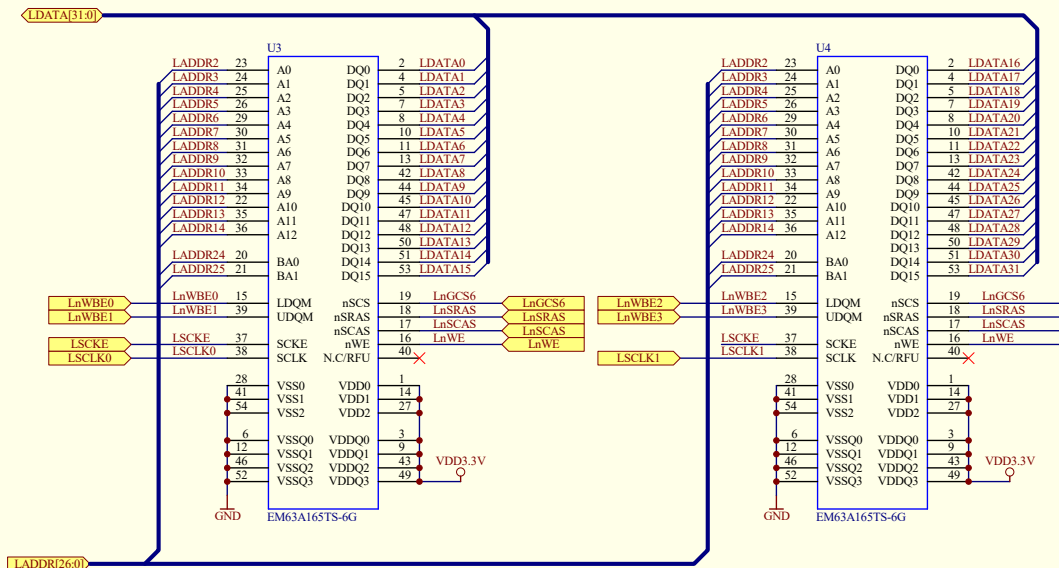 LDATA[31:0]
U3
LADDR2 23 A0 DQ0 2 LDATA0
LADDR3 24 A1 DQ1 4 LDATA1
LADDR4 25 A2 DQ2 5 LDATA2
LADDR5 26 A3 DQ3 7 LDATA3
LADDR6 29 A4 DQ4 8 LDATA4
LADDR7 30 A5 DQ5 10 LDATA5
LADDR8 31 A6 DQ6 11 LDATA6
LADDR9 32 A7 DQ7 13 LDATA7
LADDR10 33 A8 DQ8 42 LDATA8
LADDR11 34 A9 DQ9 44 LDATA9
LADDR12 22 A10 DQ10 45 LDATA10
LADDR13 35 A11 DQ11 47 LDATA11
LADDR14 36 A12 DQ12 48 LDATA12
DQ13 50 LDATA13
LADDR24 20 BA0 DQ14 51 LDATA14
LADDR25 21 BA1 DQ15 53 LDATA15
LnWBE0 LnWBE0 15 LDQM nSCS 19 LnGCS6 LnGCS6
LnWBE1 LnWBE1 39 UDQM nSRAS 18 LnSRAS LnSRAS
nSCAS 17 LnSCAS LnSCAS
LSCKE LSCKE 37 SCKE nWE 16 LnWE LnWE
LSCLK0 LSCLK0 38 SCLK N.C/RFU 40
28 VSS0 VDD0 1
41 VSS1 VDD1 14
54 VSS2 VDD2 27
6 VSSQ0 VDDQ0 3
12 VSSQ1 VDDQ1 9
46 VSSQ2 VDDQ2 43 VDD3.3V
52 VSSQ3 VDDQ3 49
GND
EM63A165TS-6G
U4
LADDR2 23 A0 DQ0 2 LDATA16
LADDR3 24 A1 DQ1 4 LDATA17
LADDR4 25 A2 DQ2 5 LDATA18
LADDR5 26 A3 DQ3 7 LDATA19
LADDR6 29 A4 DQ4 8 LDATA20
LADDR7 30 A5 DQ5 10 LDATA21
LADDR8 31 A6 DQ6 11 LDATA22
LADDR9 32 A7 DQ7 13 LDATA23
LADDR10 33 A8 DQ8 42 LDATA24
LADDR11 34 A9 DQ9 44 LDATA25
LADDR12 22 A10 DQ10 45 LDATA26
LADDR13 35 A11 DQ11 47 LDATA27
LADDR14 36 A12 DQ12 48 LDATA28
DQ13 50 LDATA29
LADDR24 20 BA0 DQ14 51 LDATA30
LADDR25 21 BA1 DQ15 53 LDATA31
LnWBE2 LnWBE2 15 LDQM nSCS 19 LnGCS6
LnWBE3 LnWBE3 39 UDQM nSRAS 18 LnSRAS
nSCAS 17 LnSCAS
LSCKE 37 SCKE nWE 16 LnWE
LSCLK1 LSCLK1 38 SCLK N.C/RFU 40
28 VSS0 VDD0 1
41 VSS1 VDD1 14
54 VSS2 VDD2 27
6 VSSQ0 VDDQ0 3
12 VSSQ1 VDDQ1 9
46 VSSQ2 VDDQ2 43 VDD3.3V
52 VSSQ3 VDDQ3 49
GND
EM63A165TS-6G
LADDR[26:0]